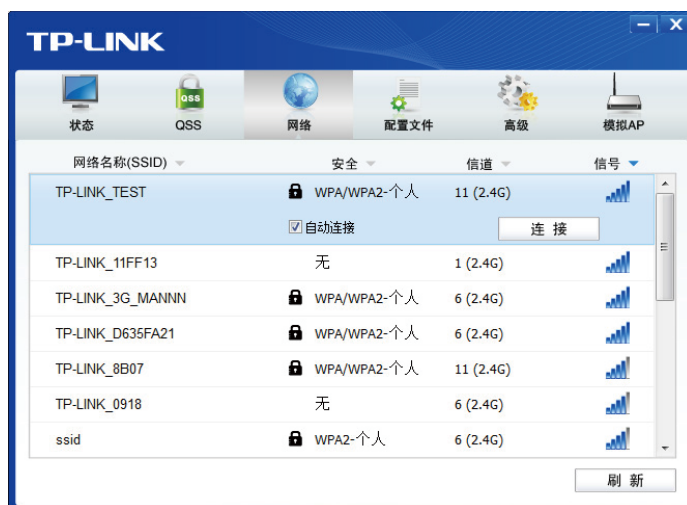 TP-LINK
状态 QSS 网络 配置文件 高级 模拟AP
网络名称(SSID) 安全 信道 信号
TP-LINK_TEST WPA/WPA2-个人 11 (2.4G)
自动连接 连 接
TP-LINK_11FF13 无 1 (2.4G)
TP-LINK_3G_MANNN WPA/WPA2-个人 6 (2.4G)
TP-LINK_D635FA21 WPA/WPA2-个人 6 (2.4G)
TP-LINK_8B07 WPA/WPA2-个人 11 (2.4G)
TP-LINK_0918 无 6 (2.4G)
ssid WPA2-个人 6 (2.4G)
刷 新